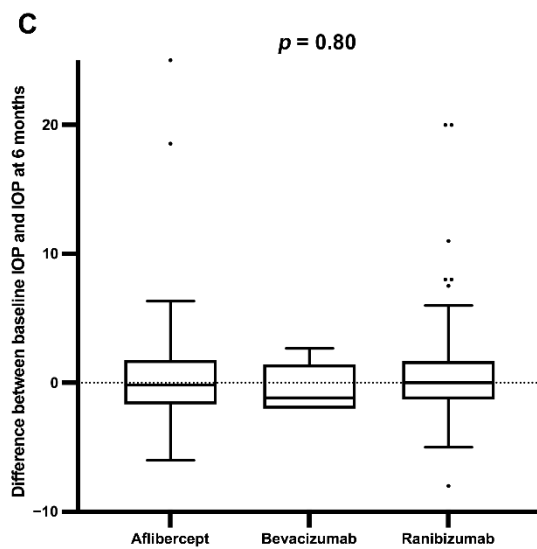 C
p = 0.80
Difference between baseline IOP and IOP at 6 months
20
10
0
−10
Aflibercept Bevacizumab Ranibizumab